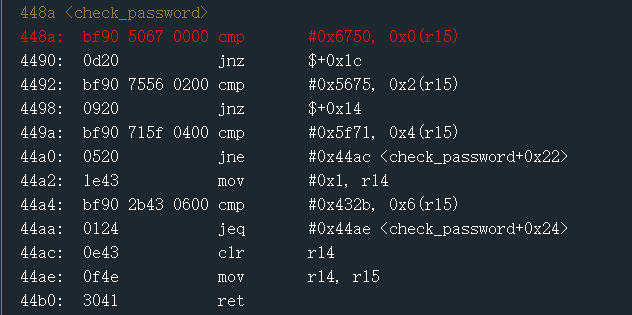 448a <check_password>
448a:  bf90 5067 0000 cmp     #0x6750, 0x0(r15)
4490:  0d20           jnz     $+0x1c
4492:  bf90 7556 0200 cmp     #0x5675, 0x2(r15)
4498:  0920           jnz     $+0x14
449a:  bf90 715f 0400 cmp     #0x5f71, 0x4(r15)
44a0:  0520           jne     #0x44ac <check_password+0x22>
44a2:  1e43           mov     #0x1, r14
44a4:  bf90 2b43 0600 cmp     #0x432b, 0x6(r15)
44aa:  0124           jeq     #0x44ae <check_password+0x24>
44ac:  0e43           clr     r14
44ae:  0f4e           mov     r14, r15
44b0:  3041           ret